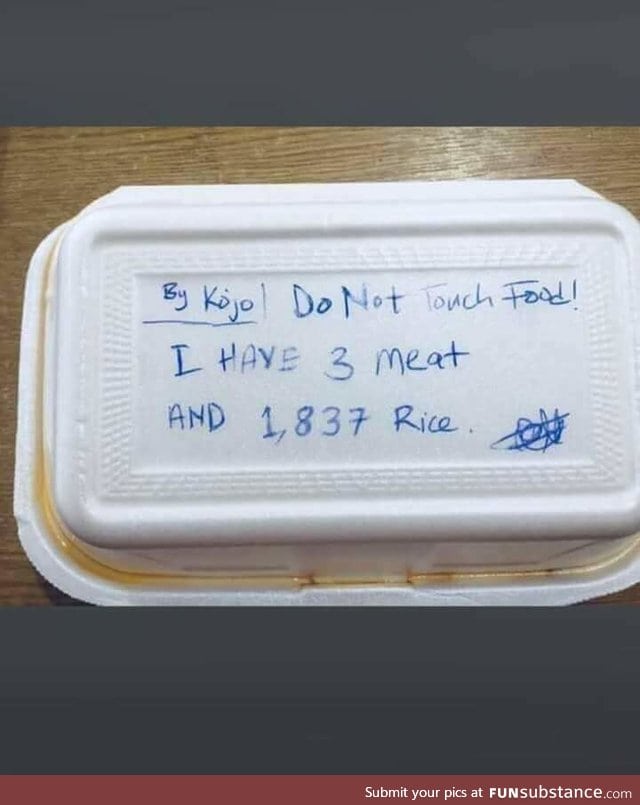 By Kojo| Do Not Touch Food!
I HAVE 3 meat
AND 1,837 Rice.
Submit your pics at FUNsubstance.com